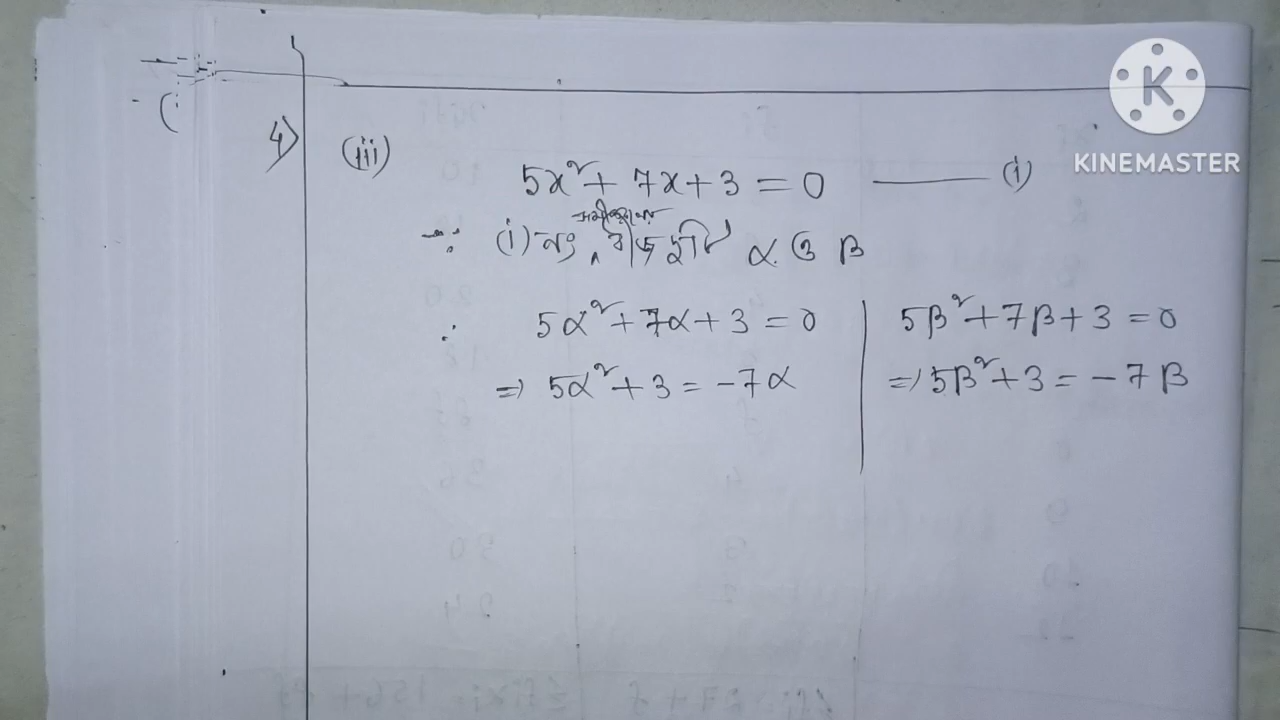 KINEMASTER
4) (iii)
5x² + 7x + 3 = 0 ——— (i)
∵ (i) নং সমীকরণের বীজদুটি α ও β
∴ 5α² + 7α + 3 = 0 | 5β² + 7β + 3 = 0
⇒ 5α² + 3 = -7α | ⇒ 5β² + 3 = -7β